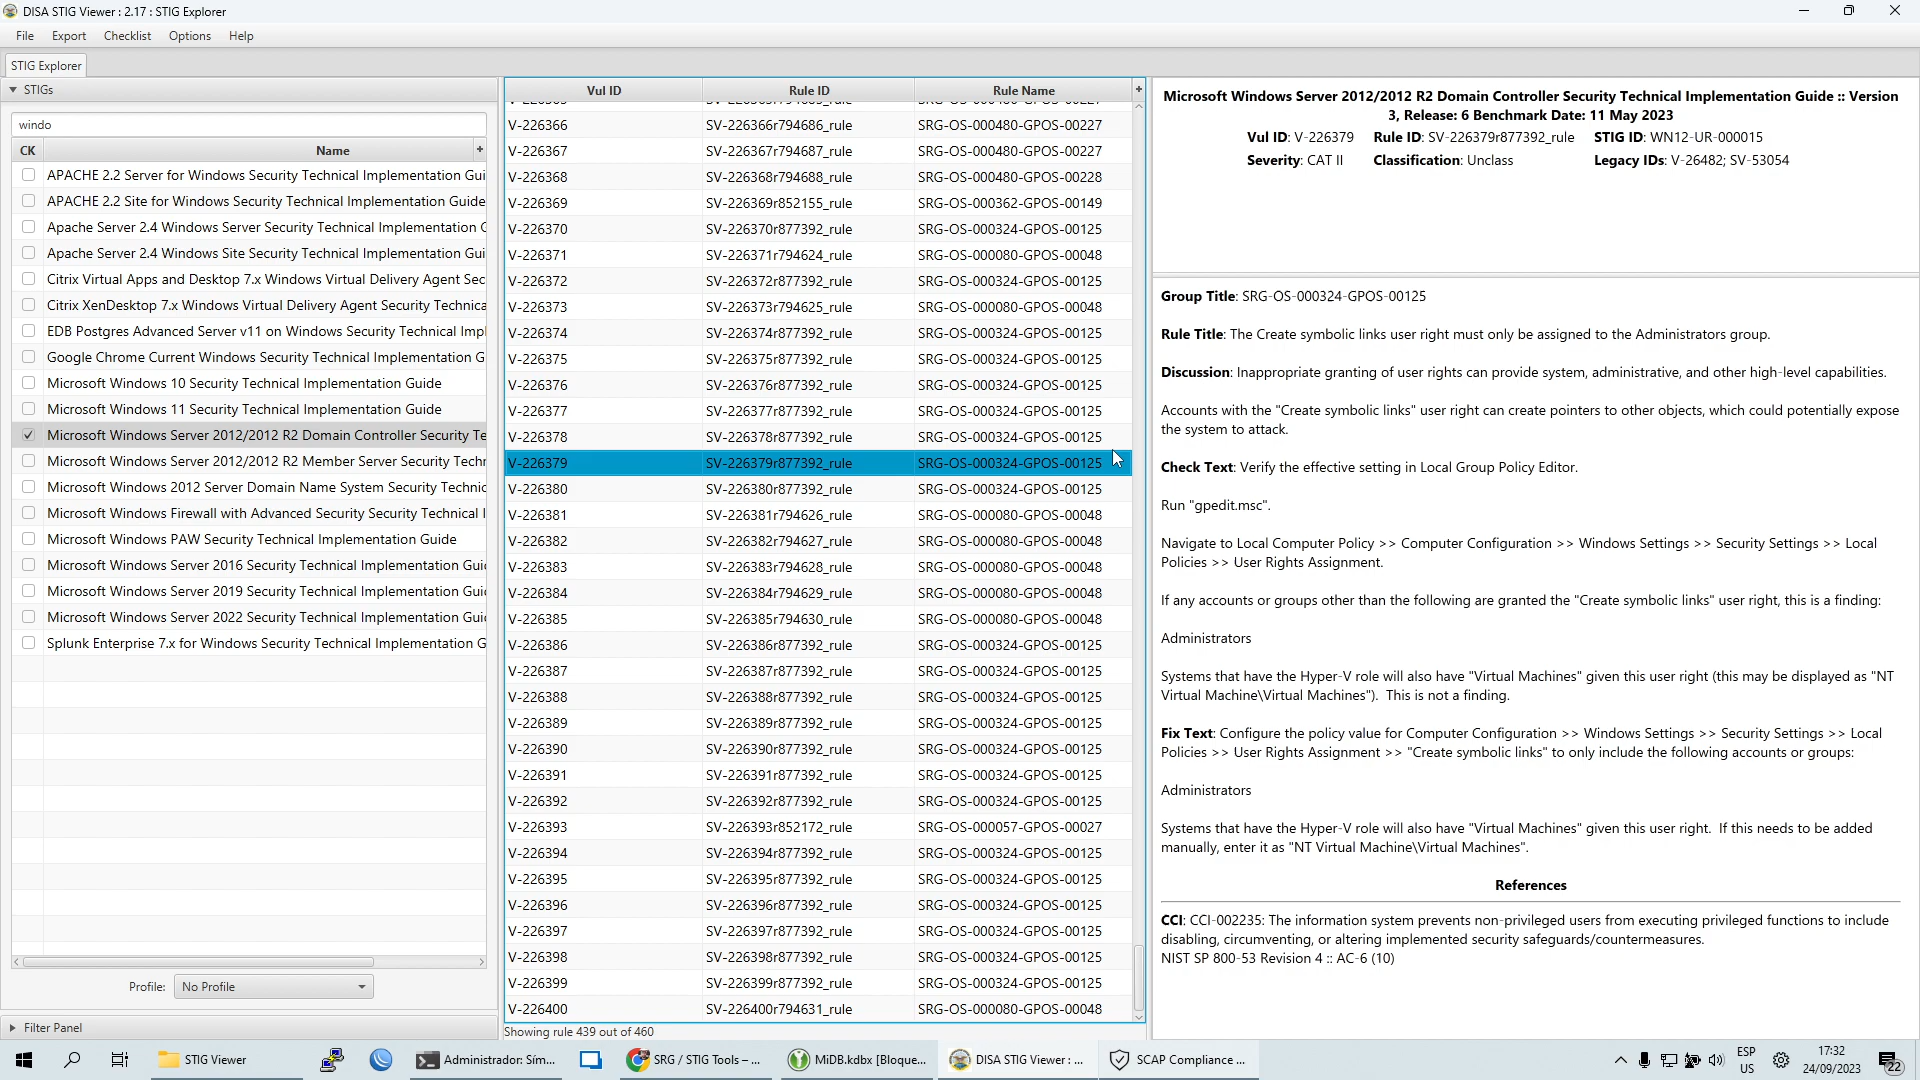 DISA STIG Viewer : 2.17 : STIG Explorer
File Export Checklist Options Help
STIG Explorer
STIGs
windo
CK Name +
APACHE 2.2 Server for Windows Security Technical Implementation Gui
APACHE 2.2 Site for Windows Security Technical Implementation Guide
Apache Server 2.4 Windows Server Security Technical Implementation G
Apache Server 2.4 Windows Site Security Technical Implementation Gui
Citrix Virtual Apps and Desktop 7.x Windows Virtual Delivery Agent Sec
Citrix XenDesktop 7.x Windows Virtual Delivery Agent Security Technica
EDB Postgres Advanced Server v11 on Windows Security Technical Impl
Google Chrome Current Windows Security Technical Implementation G
Microsoft Windows 10 Security Technical Implementation Guide
Microsoft Windows 11 Security Technical Implementation Guide
Microsoft Windows Server 2012/2012 R2 Domain Controller Security Te
Microsoft Windows Server 2012/2012 R2 Member Server Security Techn
Microsoft Windows 2012 Server Domain Name System Security Technic
Microsoft Windows Firewall with Advanced Security Security Technical I
Microsoft Windows PAW Security Technical Implementation Guide
Microsoft Windows Server 2016 Security Technical Implementation Gui
Microsoft Windows Server 2019 Security Technical Implementation Gui
Microsoft Windows Server 2022 Security Technical Implementation Gui
Splunk Enterprise 7.x for Windows Security Technical Implementation G
Profile: No Profile
Filter Panel
Vul ID Rule ID Rule Name +
V-226366 SV-226366r794686_rule SRG-OS-000480-GPOS-00227
V-226367 SV-226367r794687_rule SRG-OS-000480-GPOS-00227
V-226368 SV-226368r794688_rule SRG-OS-000480-GPOS-00228
V-226369 SV-226369r852155_rule SRG-OS-000362-GPOS-00149
V-226370 SV-226370r877392_rule SRG-OS-000324-GPOS-00125
V-226371 SV-226371r794624_rule SRG-OS-000080-GPOS-00048
V-226372 SV-226372r877392_rule SRG-OS-000324-GPOS-00125
V-226373 SV-226373r794625_rule SRG-OS-000080-GPOS-00048
V-226374 SV-226374r877392_rule SRG-OS-000324-GPOS-00125
V-226375 SV-226375r877392_rule SRG-OS-000324-GPOS-00125
V-226376 SV-226376r877392_rule SRG-OS-000324-GPOS-00125
V-226377 SV-226377r877392_rule SRG-OS-000324-GPOS-00125
V-226378 SV-226378r877392_rule SRG-OS-000324-GPOS-00125
V-226379 SV-226379r877392_rule SRG-OS-000324-GPOS-00125
V-226380 SV-226380r877392_rule SRG-OS-000324-GPOS-00125
V-226381 SV-226381r794626_rule SRG-OS-000080-GPOS-00048
V-226382 SV-226382r794627_rule SRG-OS-000080-GPOS-00048
V-226383 SV-226383r794628_rule SRG-OS-000080-GPOS-00048
V-226384 SV-226384r794629_rule SRG-OS-000080-GPOS-00048
V-226385 SV-226385r794630_rule SRG-OS-000080-GPOS-00048
V-226386 SV-226386r877392_rule SRG-OS-000324-GPOS-00125
V-226387 SV-226387r877392_rule SRG-OS-000324-GPOS-00125
V-226388 SV-226388r877392_rule SRG-OS-000324-GPOS-00125
V-226389 SV-226389r877392_rule SRG-OS-000324-GPOS-00125
V-226390 SV-226390r877392_rule SRG-OS-000324-GPOS-00125
V-226391 SV-226391r877392_rule SRG-OS-000324-GPOS-00125
V-226392 SV-226392r877392_rule SRG-OS-000324-GPOS-00125
V-226393 SV-226393r852172_rule SRG-OS-000057-GPOS-00027
V-226394 SV-226394r877392_rule SRG-OS-000324-GPOS-00125
V-226395 SV-226395r877392_rule SRG-OS-000324-GPOS-00125
V-226396 SV-226396r877392_rule SRG-OS-000324-GPOS-00125
V-226397 SV-226397r877392_rule SRG-OS-000324-GPOS-00125
V-226398 SV-226398r877392_rule SRG-OS-000324-GPOS-00125
V-226399 SV-226399r877392_rule SRG-OS-000324-GPOS-00125
V-226400 SV-226400r794631_rule SRG-OS-000080-GPOS-00048
Showing rule 439 out of 460
Microsoft Windows Server 2012/2012 R2 Domain Controller Security Technical Implementation Guide :: Version
3, Release: 6 Benchmark Date: 11 May 2023
Vul ID: V-226379 Rule ID: SV-226379r877392_rule STIG ID: WN12-UR-000015
Severity: CAT II Classification: Unclass Legacy IDs: V-26482; SV-53054
Group Title: SRG-OS-000324-GPOS-00125
Rule Title: The Create symbolic links user right must only be assigned to the Administrators group.
Discussion: Inappropriate granting of user rights can provide system, administrative, and other high-level capabilities.
Accounts with the "Create symbolic links" user right can create pointers to other objects, which could potentially expose
the system to attack.
Check Text: Verify the effective setting in Local Group Policy Editor.
Run "gpedit.msc".
Navigate to Local Computer Policy >> Computer Configuration >> Windows Settings >> Security Settings >> Local
Policies >> User Rights Assignment.
If any accounts or groups other than the following are granted the "Create symbolic links" user right, this is a finding:
Administrators
Systems that have the Hyper-V role will also have "Virtual Machines" given this user right (this may be displayed as "NT
Virtual Machine\Virtual Machines"). This is not a finding.
Fix Text: Configure the policy value for Computer Configuration >> Windows Settings >> Security Settings >> Local
Policies >> User Rights Assignment >> "Create symbolic links" to only include the following accounts or groups:
Administrators
Systems that have the Hyper-V role will also have "Virtual Machines" given this user right. If this needs to be added
manually, enter it as "NT Virtual Machine\Virtual Machines".
References
CCI: CCI-002235: The information system prevents non-privileged users from executing privileged functions to include
disabling, circumventing, or altering implemented security safeguards/countermeasures.
NIST SP 800-53 Revision 4 :: AC-6 (10)
STIG Viewer Administrador: Sím... SRG / STIG Tools – ... MiDB.kdbx [Bloque... DISA STIG Viewer : ... SCAP Compliance ...
ESP
US
17:32
24/09/2023
22